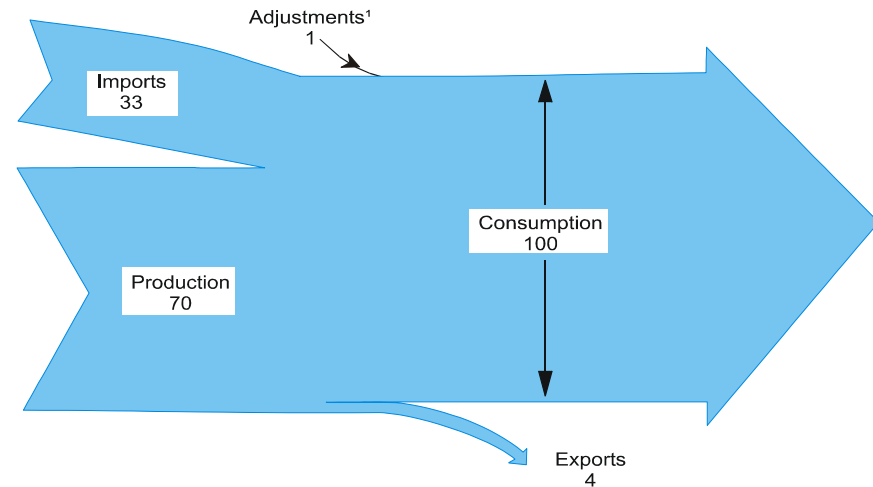 Adjustments¹
1
Imports
33
Consumption
100
Production
70
Exports
4